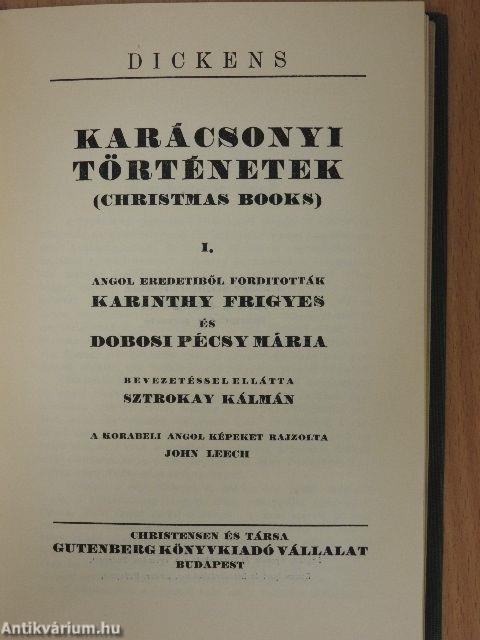 DICKENS
KARÁCSONYI
TÖRTÉNETEK
(CHRISTMAS BOOKS)
I.
ANGOL EREDETIBŐL FORDITOTTÁK
KARINTHY FRIGYES
ÉS
DOBOSI PÉCSY MÁRIA
BEVEZETÉSSEL ELLÁTTA
SZTROKAY KÁLMÁN
A KORABELI ANGOL KÉPEKET RAJZOLTA
JOHN LEECH
CHRISTENSEN ÉS TÁRSA
GUTENBERG KÖNYVKIADÓ VÁLLALAT
BUDAPEST
Antikvárium.hu